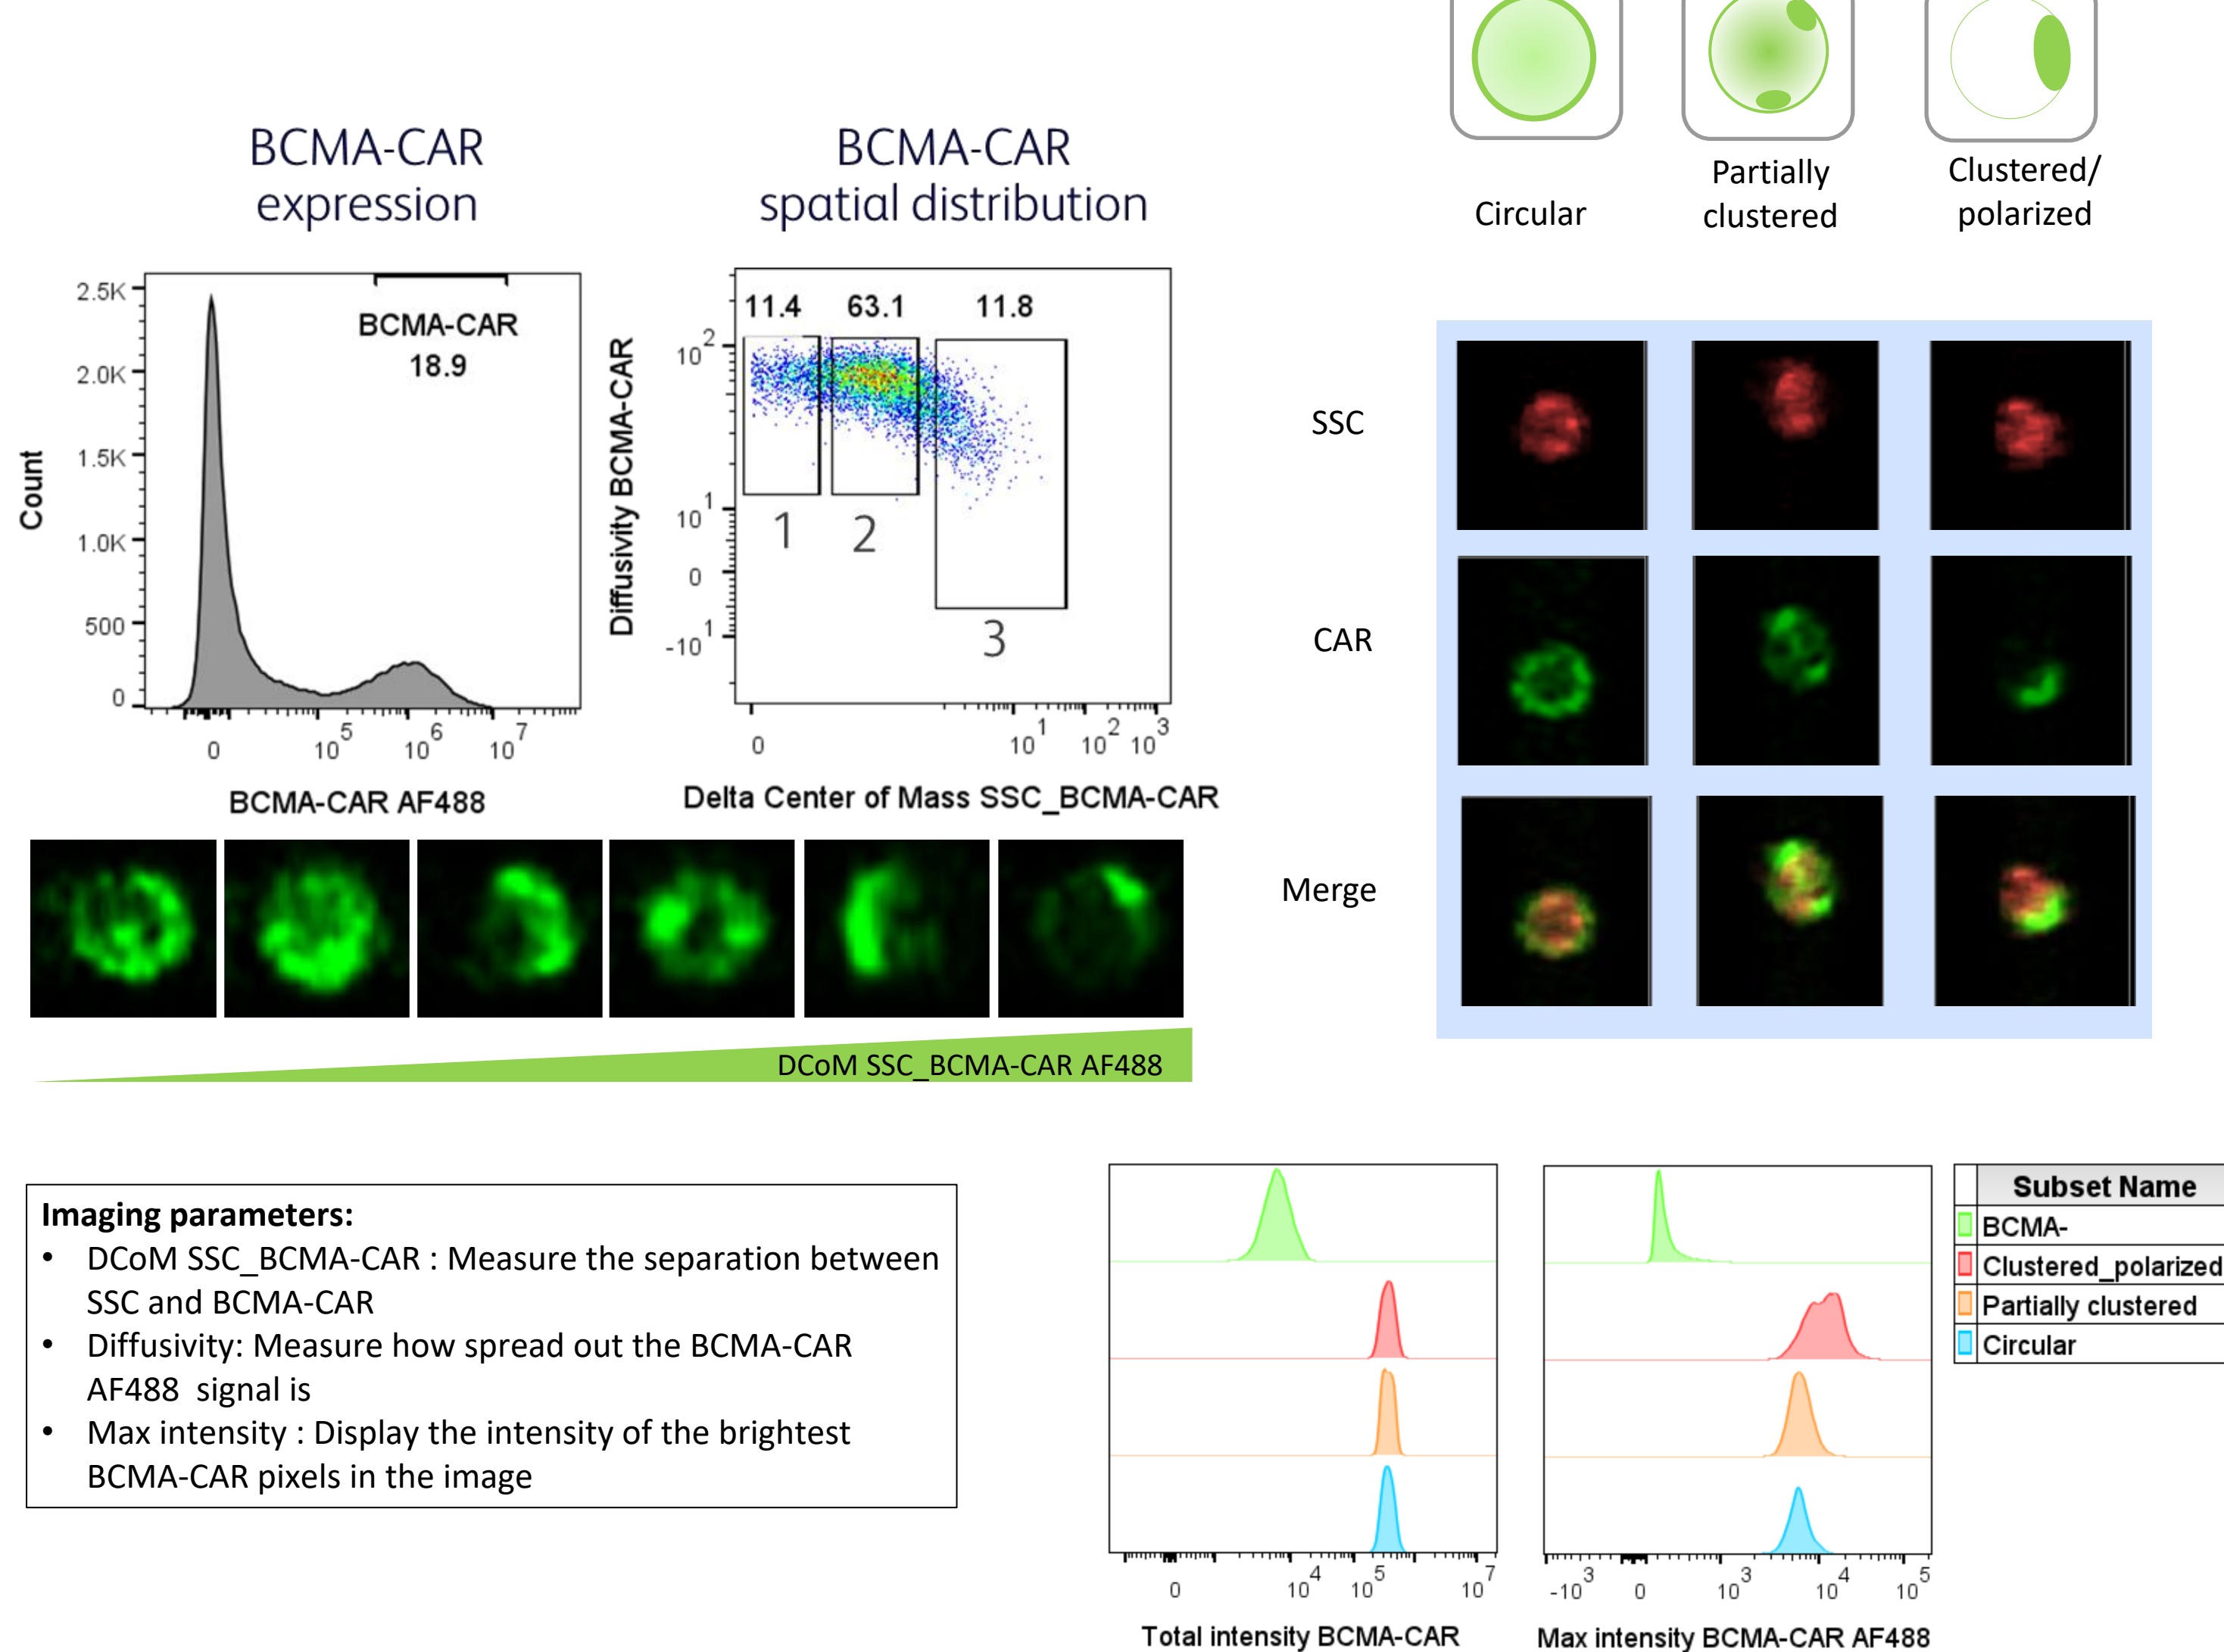 BCMA-CAR
expression
BCMA-CAR
spatial distribution
Circular
Partially
clustered
Clustered/
polarized
2.5K
2.0K
1.5K
1.0K
500
0
Count
BCMA-CAR
18.9
0
10^5
10^6
10^7
BCMA-CAR AF488
11.4
63.1
11.8
10^2
10^1
0
-10^1
Diffusivity BCMA-CAR
1
2
3
0
10^1
10^2
10^3
Delta Center of Mass SSC_BCMA-CAR
SSC
CAR
Merge
DCoM SSC_BCMA-CAR AF488
Imaging parameters:
• DCoM SSC_BCMA-CAR : Measure the separation between
SSC and BCMA-CAR
• Diffusivity: Measure how spread out the BCMA-CAR
AF488 signal is
• Max intensity : Display the intensity of the brightest
BCMA-CAR pixels in the image
0
10^4
10^5
10^7
Total intensity BCMA-CAR
-10^3
0
10^3
10^4
10^5
Max intensity BCMA-CAR AF488
Subset Name
BCMA-
Clustered_polarized
Partially clustered
Circular